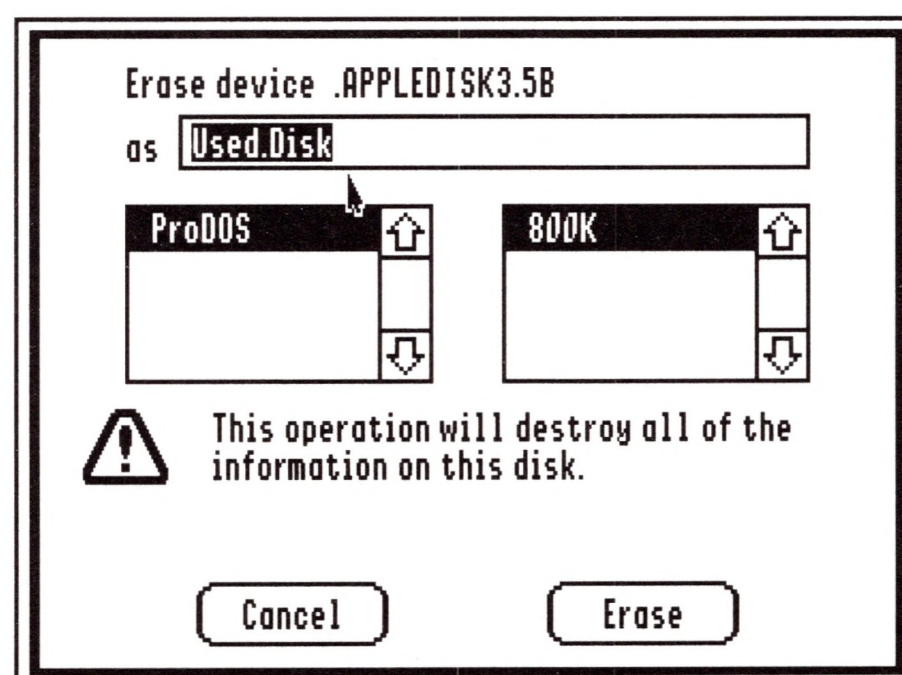 Erase device .APPLEDISK3.5B
as Used.Disk
ProDOS 800K
This operation will destroy all of the
information on this disk.
Cancel Erase